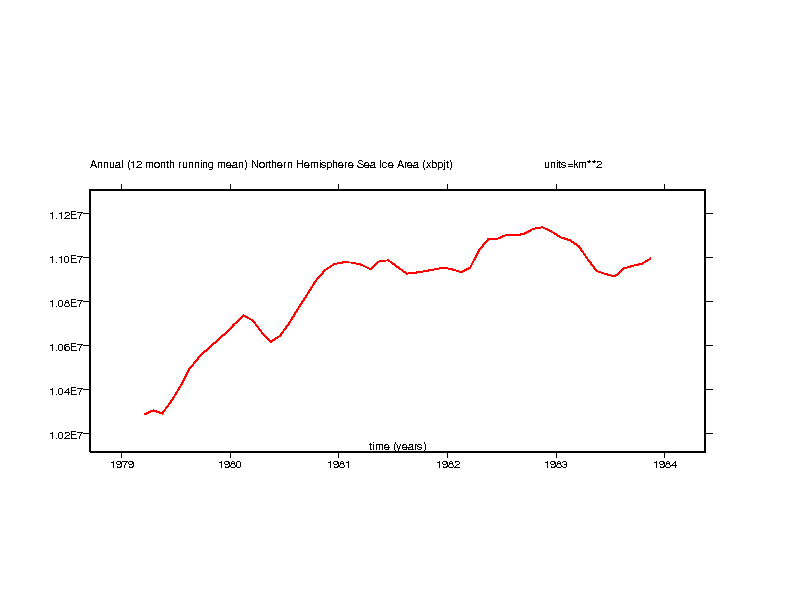 Annual (12 month running mean) Northern Hemisphere Sea Ice Area (xbpjt) units=km**2
1.12E7
1.10E7
1.08E7
1.06E7
1.04E7
1.02E7
time (years)
1979 1980 1981 1982 1983 1984